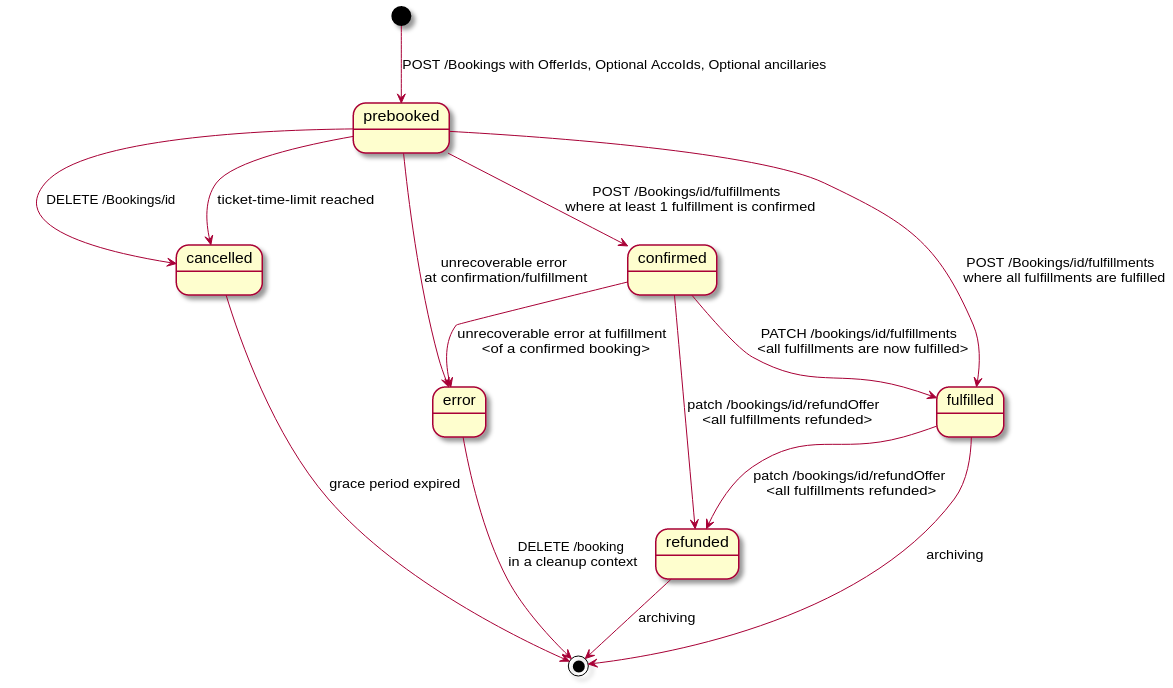 POST /Bookings with OfferIds, Optional AccoIds, Optional ancillaries
prebooked
DELETE /Bookings/id
ticket-time-limit reached
POST /Bookings/id/fulfillments
where at least 1 fulfillment is confirmed
cancelled
unrecoverable error
at confirmation/fulfillment
confirmed
POST /Bookings/id/fulfillments
where all fulfillments are fulfilled
unrecoverable error at fulfillment
<of a confirmed booking>
PATCH /bookings/id/fulfillments
<all fulfillments are now fulfilled>
error
patch /bookings/id/refundOffer
<all fulfillments refunded>
fulfilled
grace period expired
patch /bookings/id/refundOffer
<all fulfillments refunded>
DELETE /booking
in a cleanup context
refunded
archiving
archiving